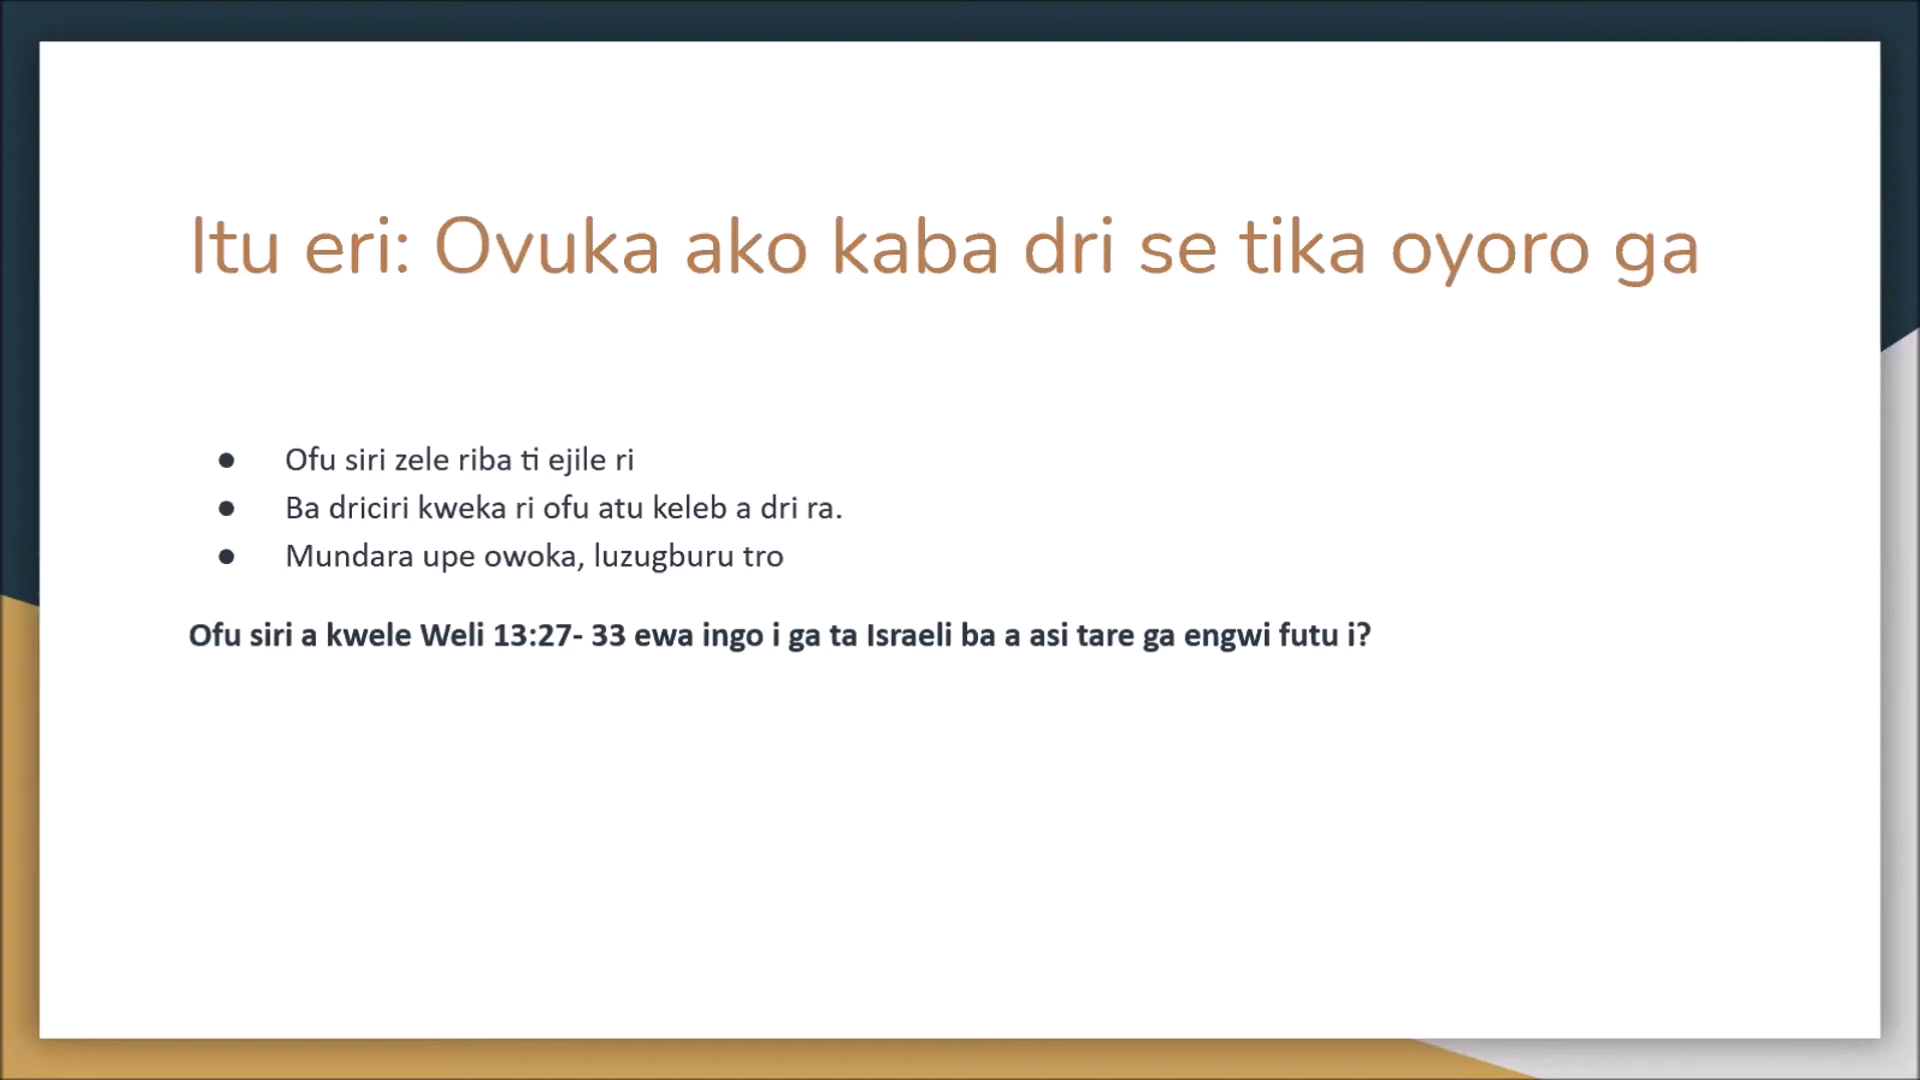 Itu eri: Ovuka ako kaba dri se tika oyoro ga
● Ofu siri zele riba ti ejile ri
● Ba driciri kweka ri ofu atu keleb a dri ra.
● Mundara upe owoka, luzugburu tro
Ofu siri a kwele Weli 13:27- 33 ewa ingo i ga ta Israeli ba a asi tare ga engwi futu i?